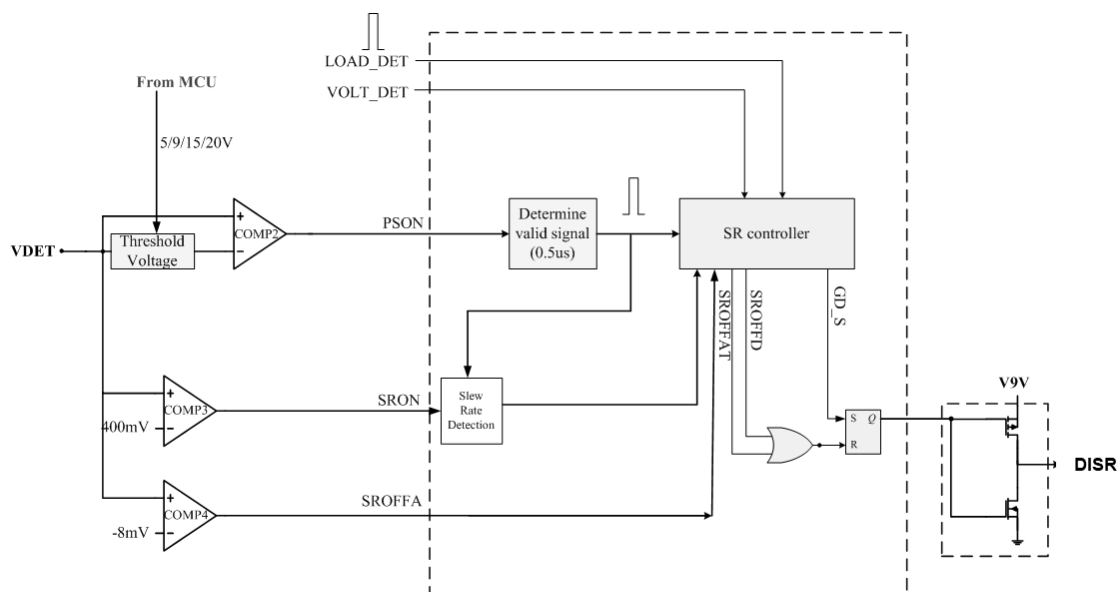 LOAD_DET
From MCU
VOLT_DET
5/9/15/20V
+
COMP2
−
PSON
Determine
valid signal
(0.5us)
SR controller
VDET
Threshold
Voltage
SROFFAT
SROFFD
GD_S
V9V
+
COMP3
400mV
−
SRON
Slew
Rate
Detection
S Q
R
DISR
+
COMP4
-8mV
−
SROFFA